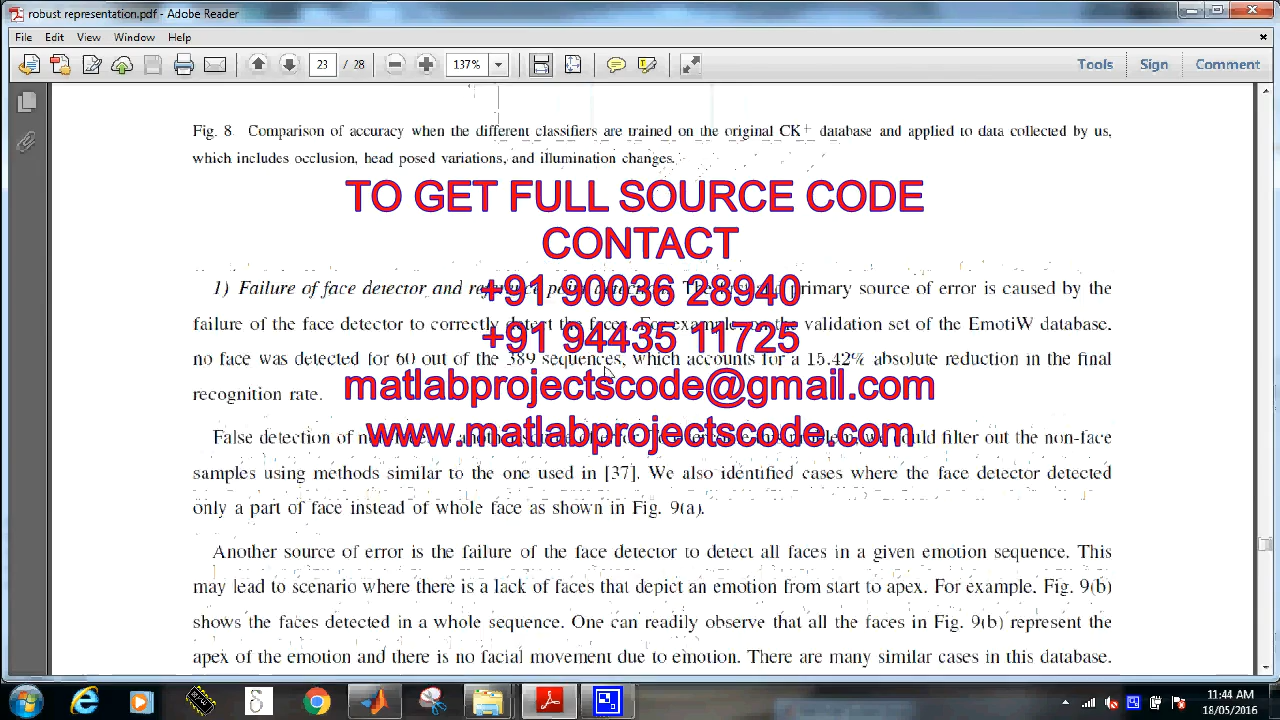 robust representation.pdf - Adobe Reader
File Edit View Window Help
23 / 28 137% Tools Sign Comment
Fig. 8. Comparison of accuracy when the different classifiers are trained on the original CK+ database and applied to data collected by us,
which includes occlusion, head posed variations, and illumination changes.
TO GET FULL SOURCE CODE
CONTACT
+91 90036 28940
+91 94435 11725
matlabprojectscode@gmail.com
www.matlabprojectscode.com
1) Failure of face detector and reference point detection: The primary source of error is caused by the
failure of the face detector to correctly detect the faces. For example, on the validation set of the EmotiW database,
no face was detected for 60 out of the 389 sequences, which accounts for a 15.42% absolute reduction in the final
recognition rate.
False detection of could filter out the non-face
samples using methods similar to the one used in [37]. We also identified cases where the face detector detected
only a part of face instead of whole face as shown in Fig. 9(a).
Another source of error is the failure of the face detector to detect all faces in a given emotion sequence. This
may lead to scenario where there is a lack of faces that depict an emotion from start to apex. For example, Fig. 9(b)
shows the faces detected in a whole sequence. One can readily observe that all the faces in Fig. 9(b) represent the
apex of the emotion and there is no facial movement due to emotion. There are many similar cases in this database.
11:44 AM
18/05/2016